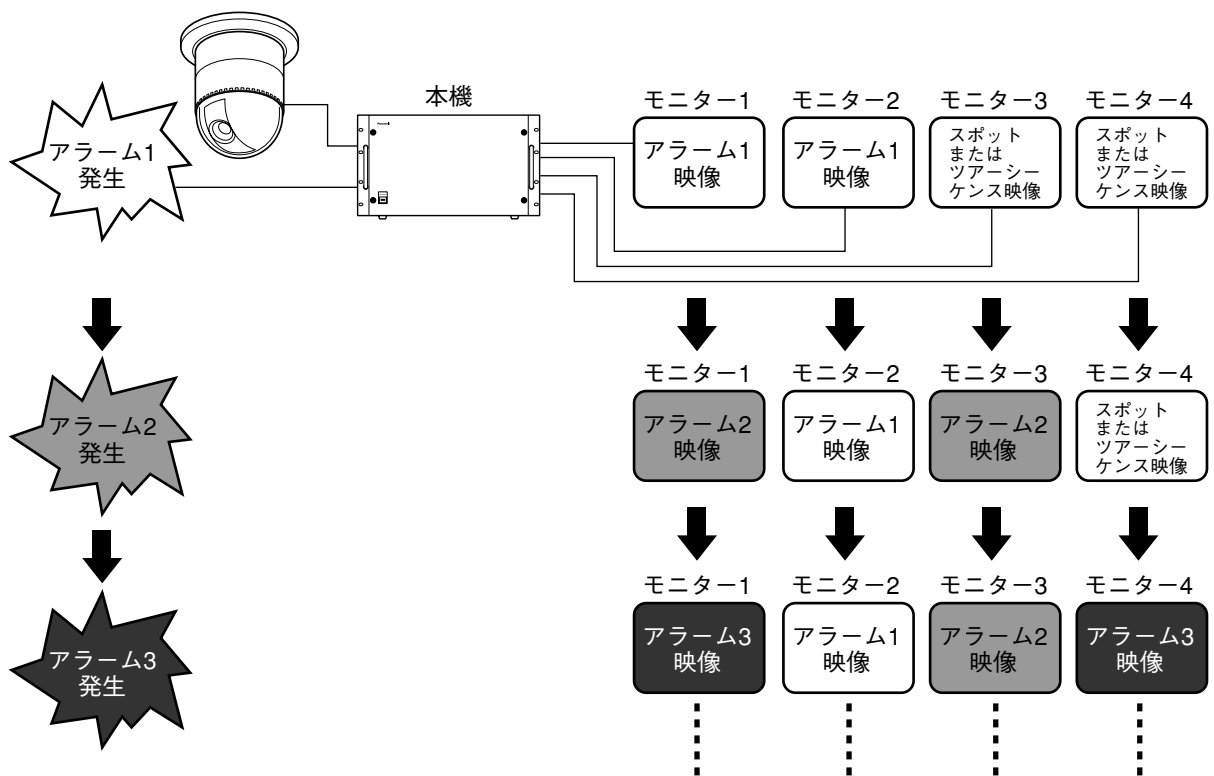 本機
モニター1
モニター2
モニター3
モニター4
アラーム1
発生
アラーム1
映像
アラーム1
映像
スポット
または
ツアーシー
ケンス映像
スポット
または
ツアーシー
ケンス映像
モニター1
モニター2
モニター3
モニター4
アラーム2
発生
アラーム2
映像
アラーム1
映像
アラーム2
映像
スポット
または
ツアーシー
ケンス映像
モニター1
モニター2
モニター3
モニター4
アラーム3
発生
アラーム3
映像
アラーム1
映像
アラーム2
映像
アラーム3
映像